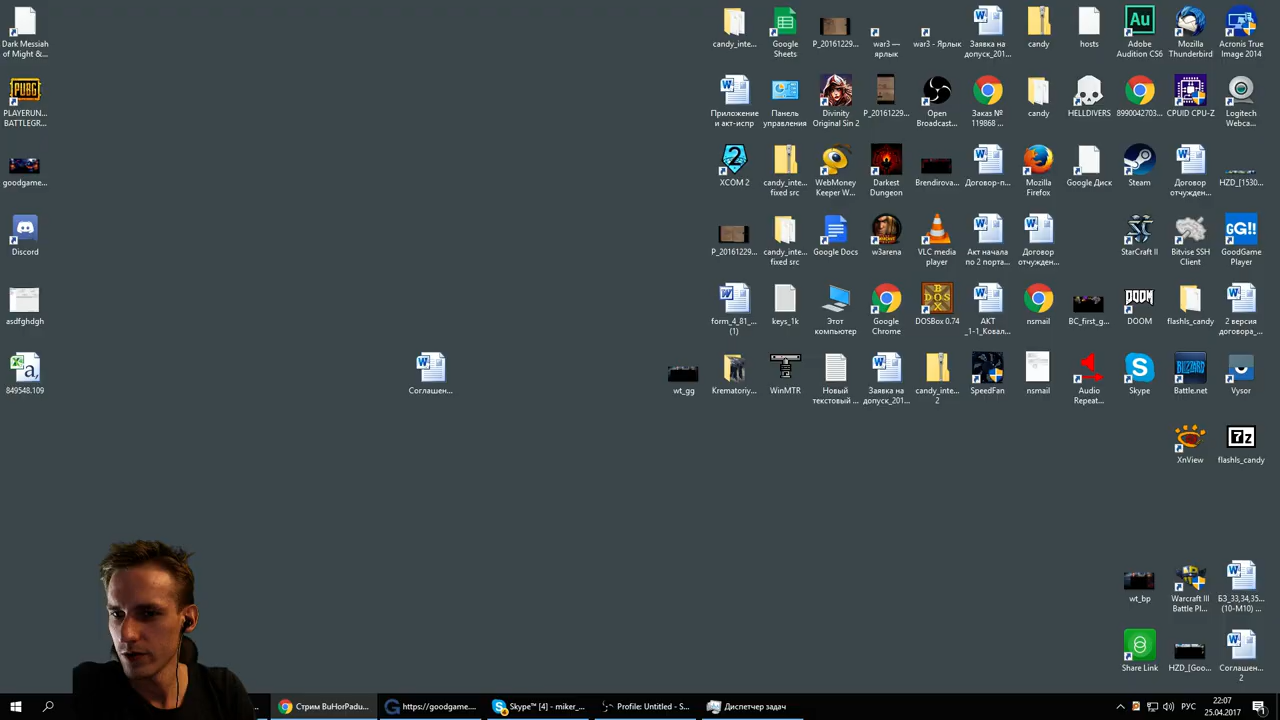 Dark Messiah
of Might &...
candy_inte...
Google
Sheets
P_20161229...
war3 —
ярлык
war3 - Ярлык
Заявка на
допуск_201...
candy
hosts
Adobe
Audition CS6
Mozilla
Thunderbird
Acronis True
Image 2014
PLAYERUN...
BATTLEGR...
Приложение
и акт-испр
Панель
управления
Divinity
Original Sin 2
P_20161229...
Open
Broadcast...
Заказ №
119868 ...
candy
HELLDIVERS
8990042703...
CPUID CPU-Z
Logitech
Webca...
goodgame...
XCOM 2
candy_inte...
fixed src
WebMoney
Keeper W...
Darkest
Dungeon
Brendirova...
Договор-п...
Mozilla
Firefox
Google Диск
Steam
Договор
отчужден...
HZD_[1530...
Discord
P_20161229...
candy_inte...
fixed src
Google Docs
w3arena
VLC media
player
Акт начала
по 2 порта...
Договор
отчужден...
StarCraft II
Bitvise SSH
Client
GoodGame
Player
asdfghdgh
form_4_81_...
(1)
keys_1k
Этот
компьютер
Google
Chrome
DOSBox 0.74
АКТ
_1-1_Ковал...
nsmail
BC_first_g...
DOOM
flashls_candy
2 версия
договора_...
849548.109
Соглашен...
wt_gg
Krematoriy...
WinMTR
Новый
текстовый ...
Заявка на
допуск_201...
candy_inte...
2
SpeedFan
nsmail
Audio
Repeat...
Skype
Battle.net
Vysor
XnView
flashls_candy
wt_bp
Warcraft III
Battle Pl...
БЗ_33,34,35...
(10-М10) ...
Share Link
HZD_[Goo...
Соглашен...
2
Стрим BuHorPadu...
https://goodgame....
Skype™ [4] - miker_...
Profile: Untitled - S...
Диспетчер задач
РУС
22:07
25.04.2017